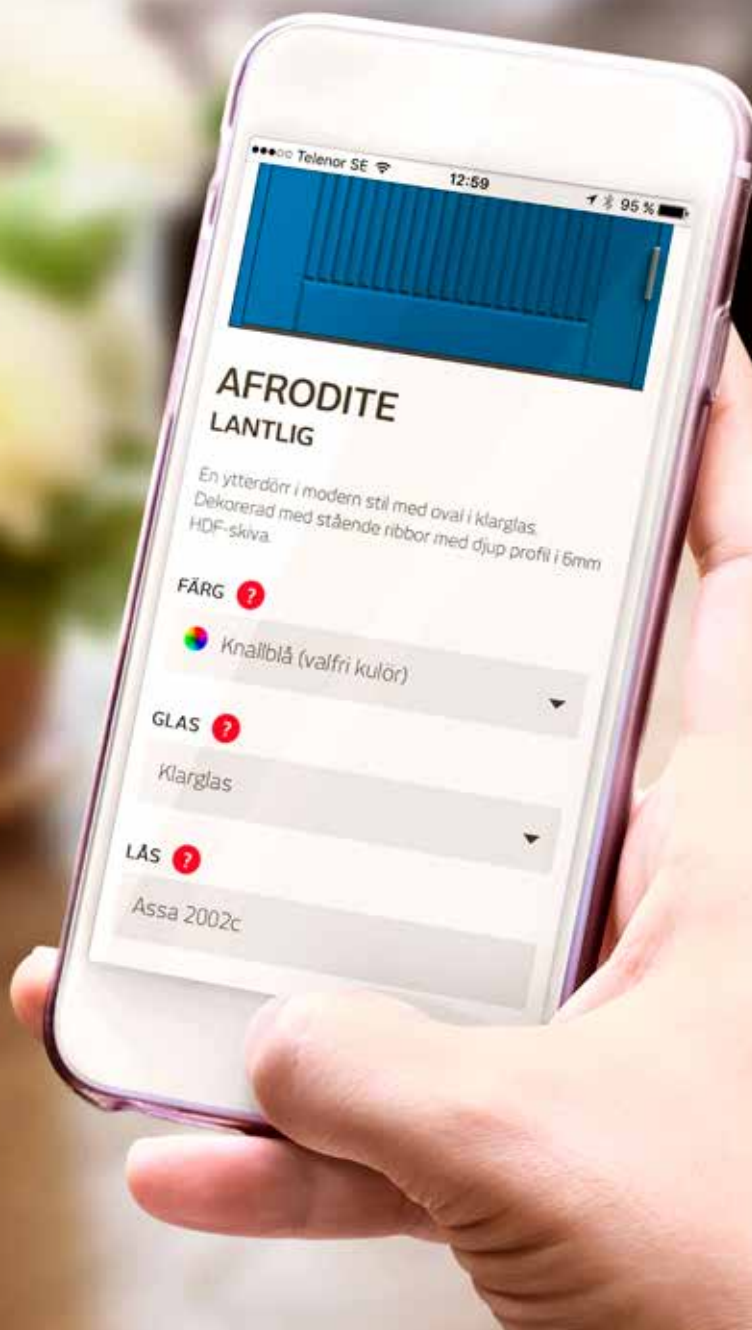 Telenor SE 12:59 95 %
AFRODITE
LANTLIG
En ytterdörr i modern stil med oval i klarglas.
Dekorerad med stående ribbor med djup profil i 6mm
HDF-skiva.
FÄRG ?
Knallblå (valfri kulör)
GLAS ?
Klarglas
LÅS ?
Assa 2002c